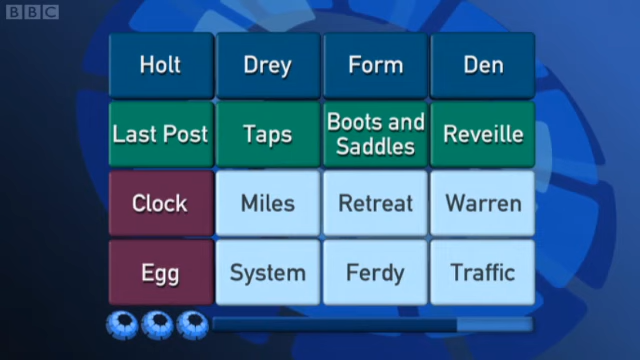 BBC
Holt Drey Form Den
Last Post Taps Boots and Saddles Reveille
Clock Miles Retreat Warren
Egg System Ferdy Traffic